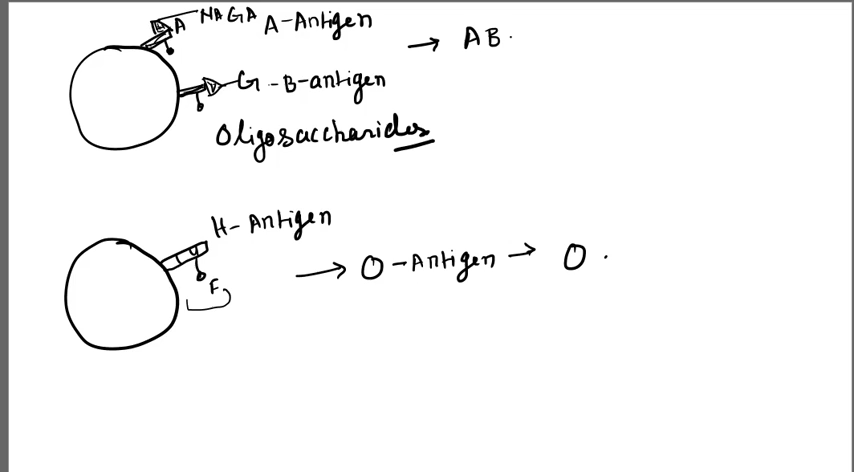 A NAGA A-Antigen → AB.
G-B-antigen
Oligosaccharides
H-Antigen
→ O-Antigen → O.
F